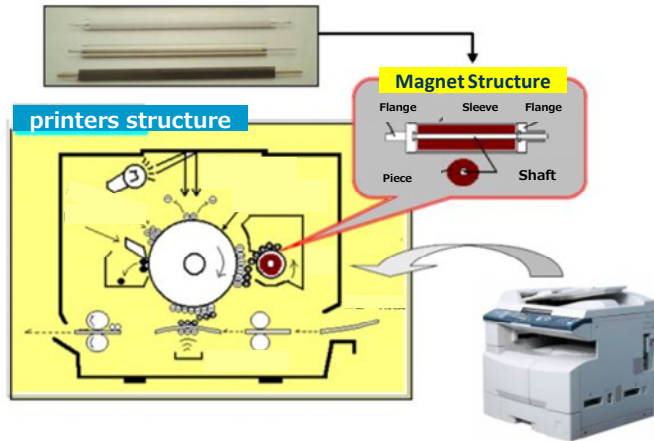 Magnet Structure
Flange Sleeve Flange
Piece Shaft
printers structure